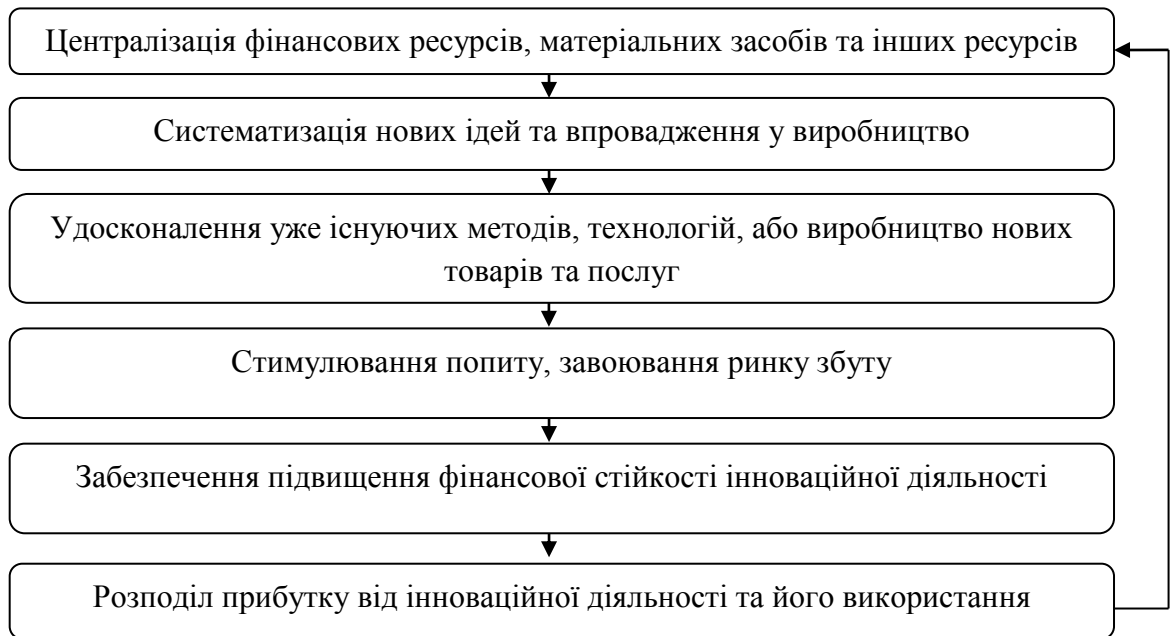 Централізація фінансових ресурсів, матеріальних засобів та інших ресурсів
Систематизація нових ідей та впровадження у виробництво
Удосконалення уже існуючих методів, технологій, або виробництво нових
товарів та послуг
Стимулювання попиту, завоювання ринку збуту
Забезпечення підвищення фінансової стійкості інноваційної діяльності
Розподіл прибутку від інноваційної діяльності та його використання